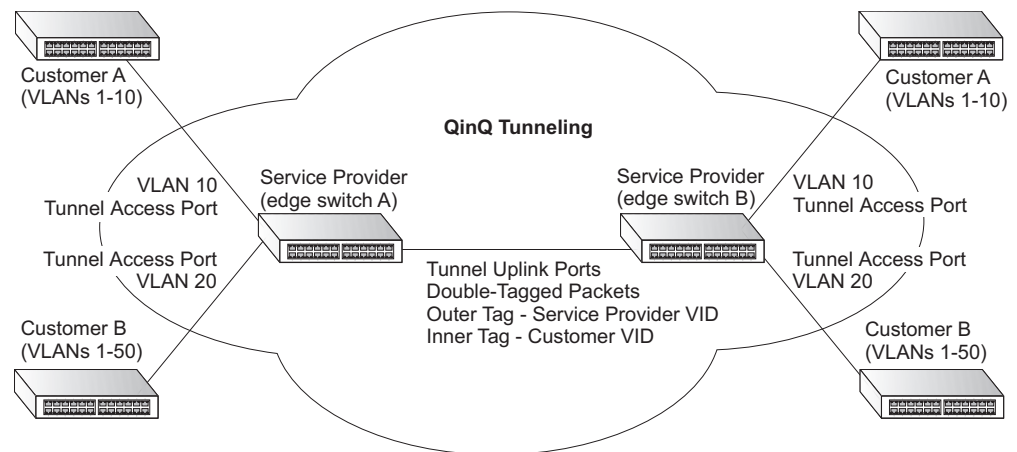 Customer A
(VLANs 1-10)
Customer A
(VLANs 1-10)
QinQ Tunneling
VLAN 10
Tunnel Access Port
Service Provider
(edge switch A)
Service Provider
(edge switch B)
VLAN 10
Tunnel Access Port
Tunnel Access Port
VLAN 20
Tunnel Uplink Ports
Double-Tagged Packets
Outer Tag - Service Provider VID
Inner Tag - Customer VID
Tunnel Access Port
VLAN 20
Customer B
(VLANs 1-50)
Customer B
(VLANs 1-50)